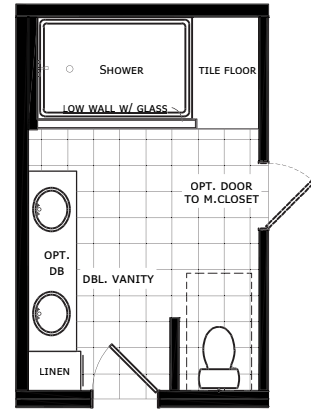 SHOWER
TILE FLOOR
LOW WALL W/ GLASS
OPT. DOOR
TO M.CLOSET
OPT.
DB
DBL. VANITY
LINEN